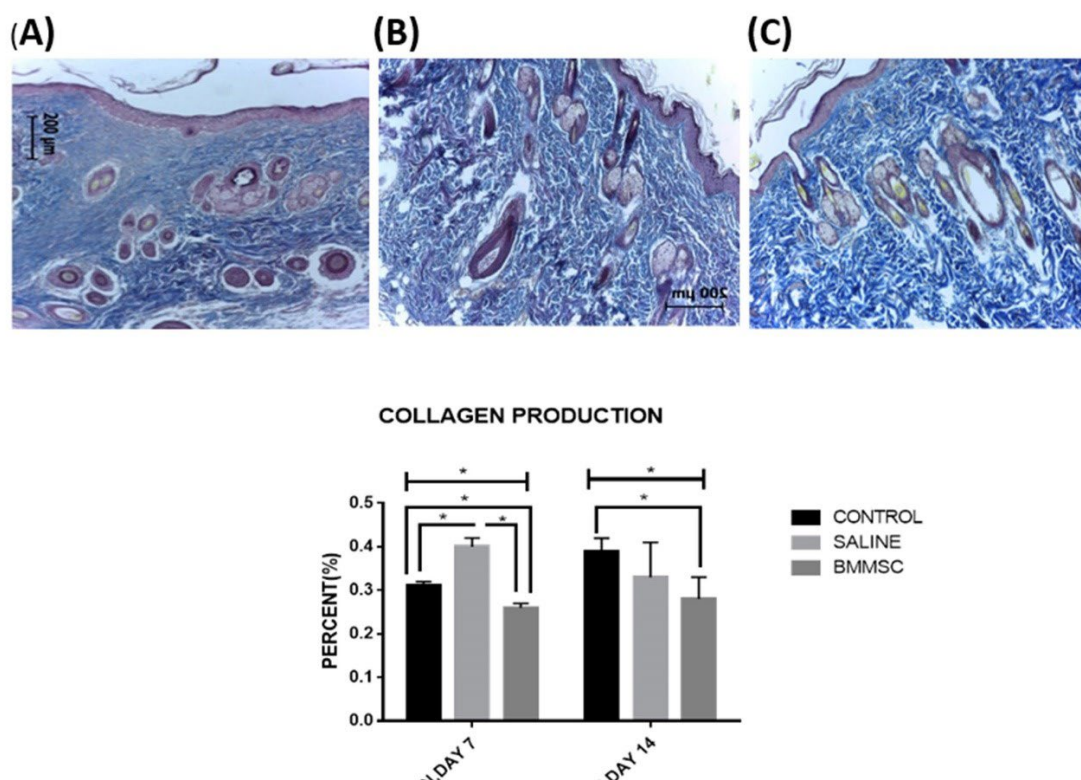 (A)
(B)
(C)
200 µm
200 µm
COLLAGEN PRODUCTION
*
*
*
*
*
*
0.5
0.4
0.3
0.2
0.1
0.0
PERCENT(%)
CONTROL
SALINE
BMMSC
DAY 7
DAY 14